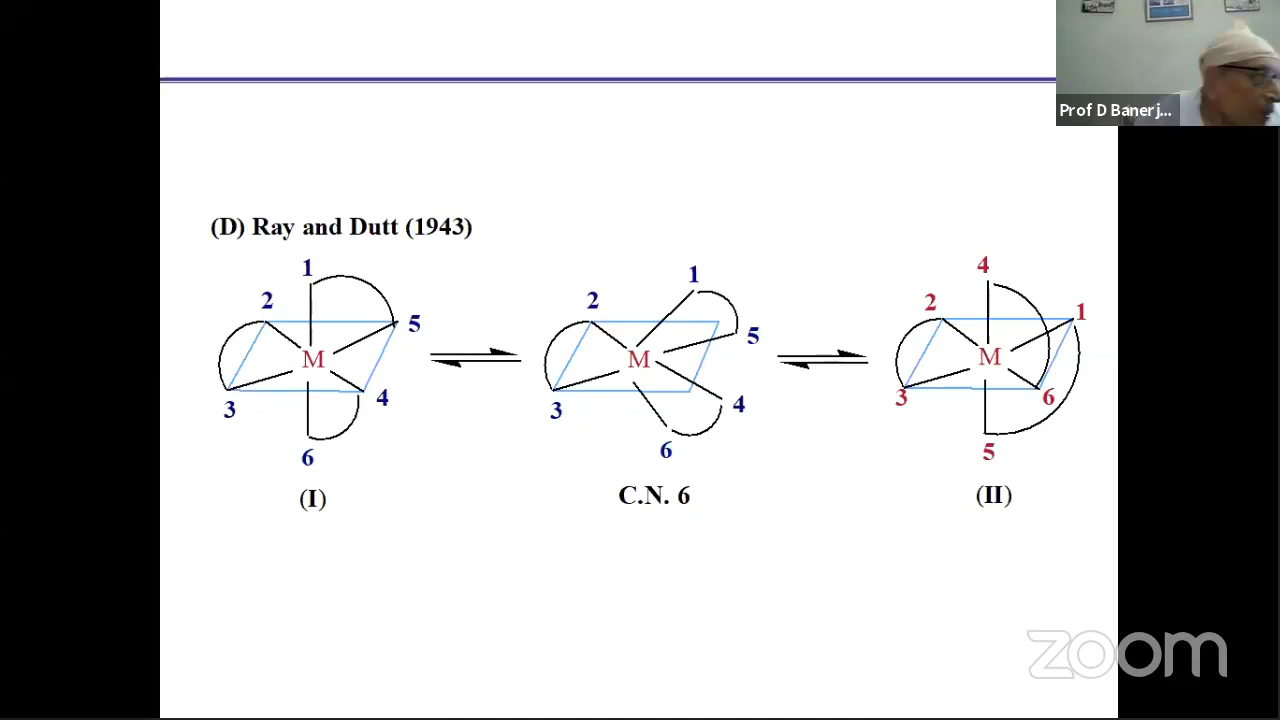 Prof D Banerj...
(D) Ray and Dutt (1943)
1 2 M 5 3 4 6
1 2 M 5 3 4 6
4 2 1 M 3 6 5
(I) C.N. 6 (II)
zoom